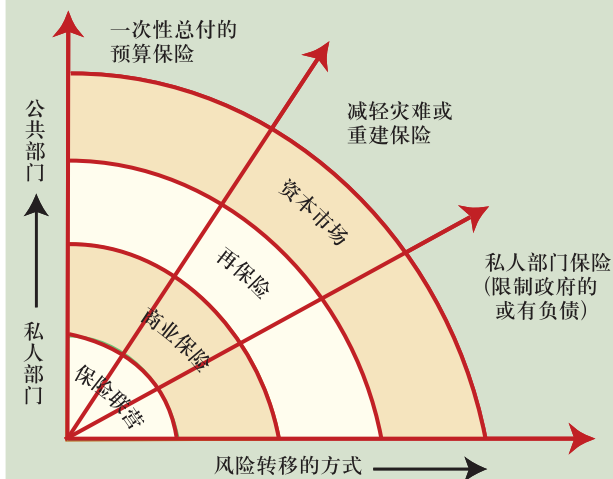 一次性总付的
预算保险
减轻灾难或
重建保险
公共部门
资本市场
再保险
私人部门保险
(限制政府的
或有负债)
商业保险
私人部门
保险联营
风险转移的方式